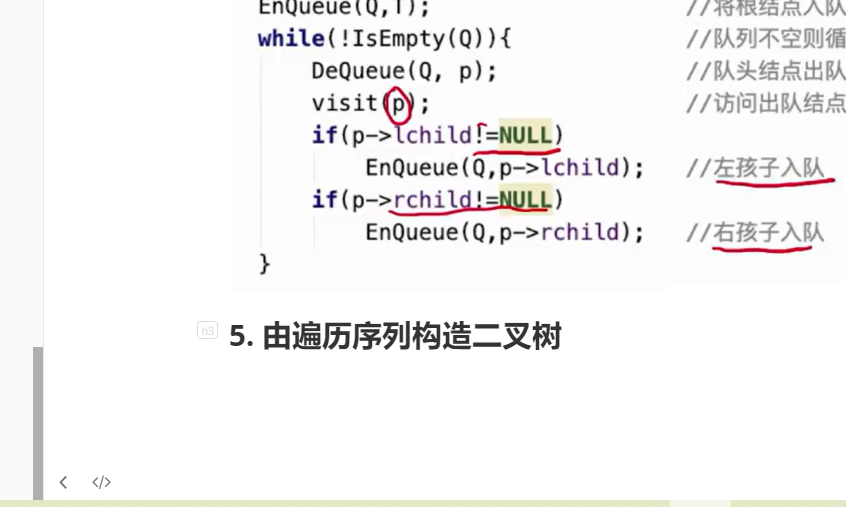 EnQueue(Q,T); //将根结点入队
while(!IsEmpty(Q)){ //队列不空则循
DeQueue(Q, p); //队头结点出队
visit(p); //访问出队结点
if(p->lchild!=NULL)
EnQueue(Q,p->lchild); //左孩子入队
if(p->rchild!=NULL)
EnQueue(Q,p->rchild); //右孩子入队
}
h3 5. 由遍历序列构造二叉树